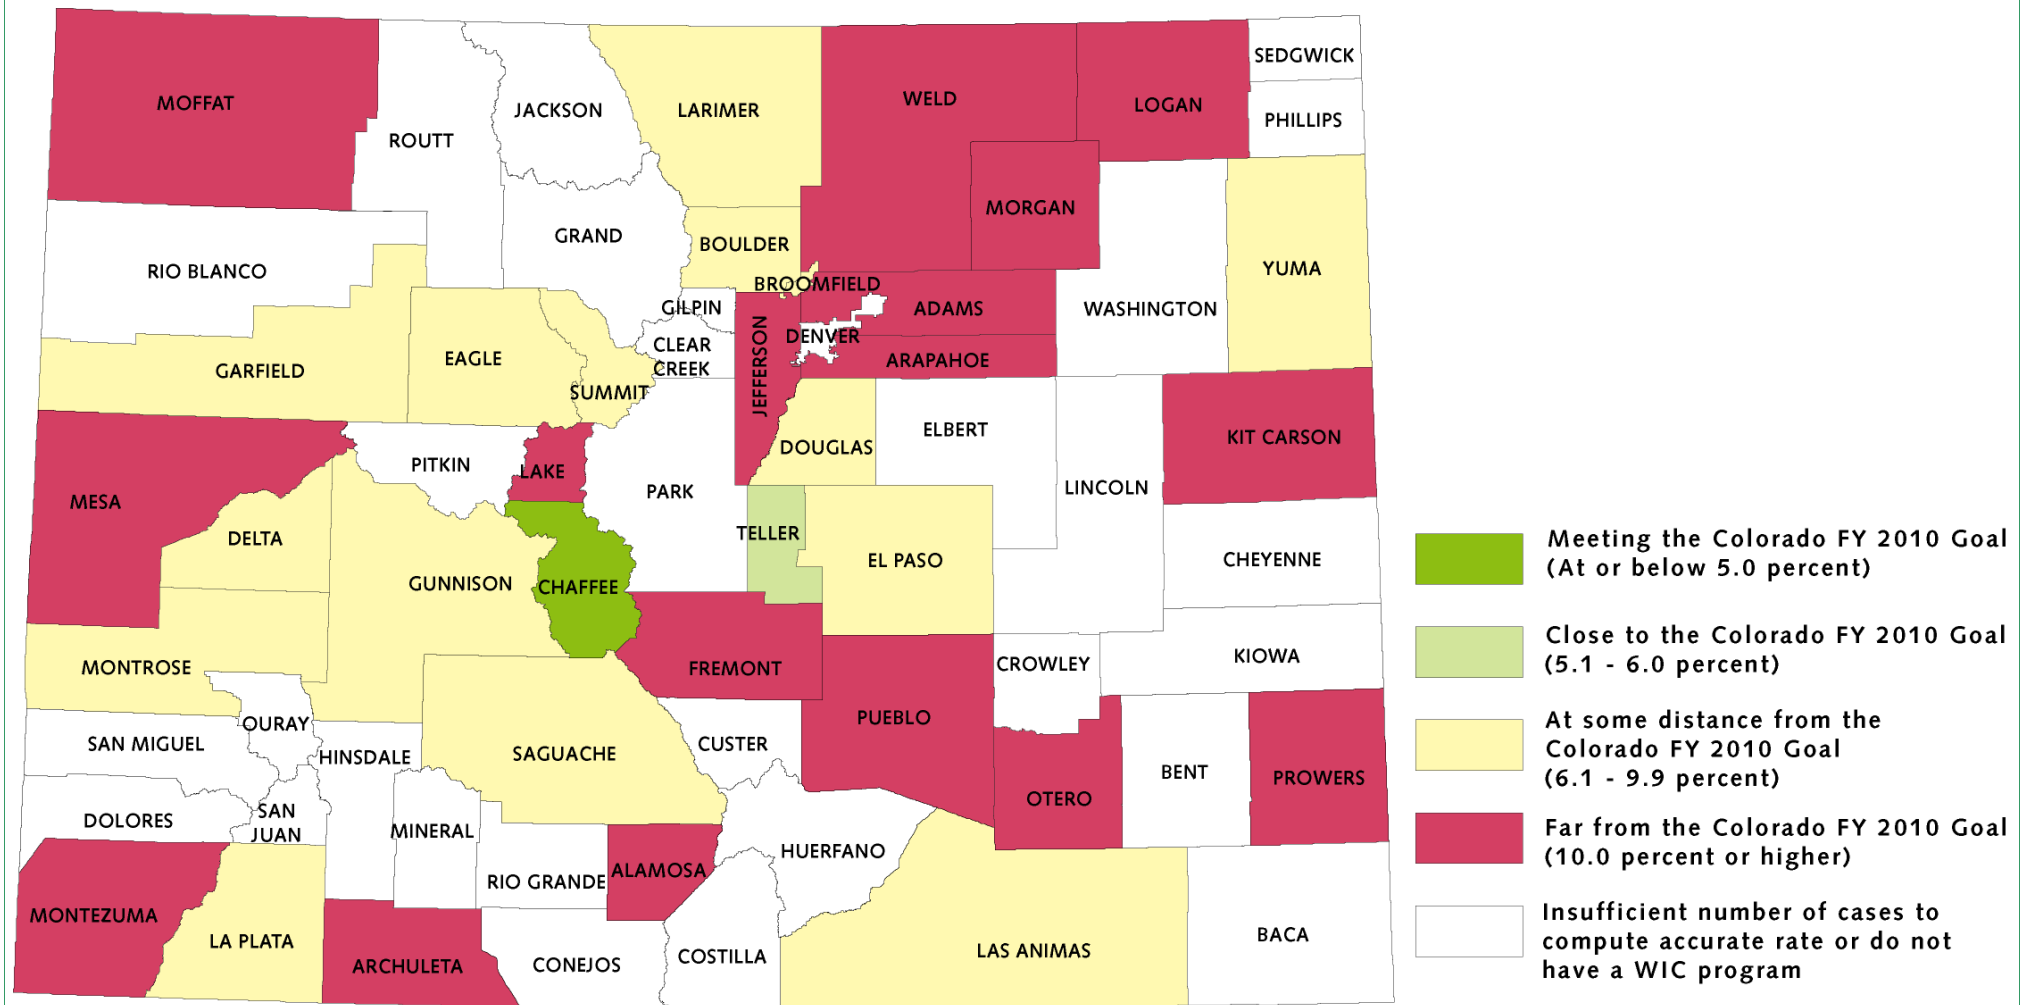 SEDGWICK
MOFFAT
JACKSON
LARIMER
WELD
LOGAN
PHILLIPS
ROUTT
MORGAN
GRAND
BOULDER
YUMA
RIO BLANCO
BROOMFIELD
GILPIN
ADAMS
WASHINGTON
DENVER
CLEAR
CREEK
EAGLE
ARAPAHOE
GARFIELD
JEFFERSON
SUMMIT
ELBERT
KIT CARSON
DOUGLAS
PITKIN
LAKE
PARK
LINCOLN
MESA
TELLER
DELTA
EL PASO
CHEYENNE
GUNNISON
CHAFFEE
CROWLEY
KIOWA
MONTROSE
FREMONT
PUEBLO
OURAY
SAN MIGUEL
CUSTER
HINSDALE
SAGUACHE
BENT
PROWERS
OTERO
SAN
JUAN
DOLORES
MINERAL
HUERFANO
ALAMOSA
RIO GRANDE
MONTEZUMA
LA PLATA
BACA
LAS ANIMAS
COSTILLA
CONEJOS
ARCHULETA
Meeting the Colorado FY 2010 Goal
(At or below 5.0 percent)
Close to the Colorado FY 2010 Goal
(5.1 - 6.0 percent)
At some distance from the
Colorado FY 2010 Goal
(6.1 - 9.9 percent)
Far from the Colorado FY 2010 Goal
(10.0 percent or higher)
Insufficient number of cases to
compute accurate rate or do not
have a WIC program